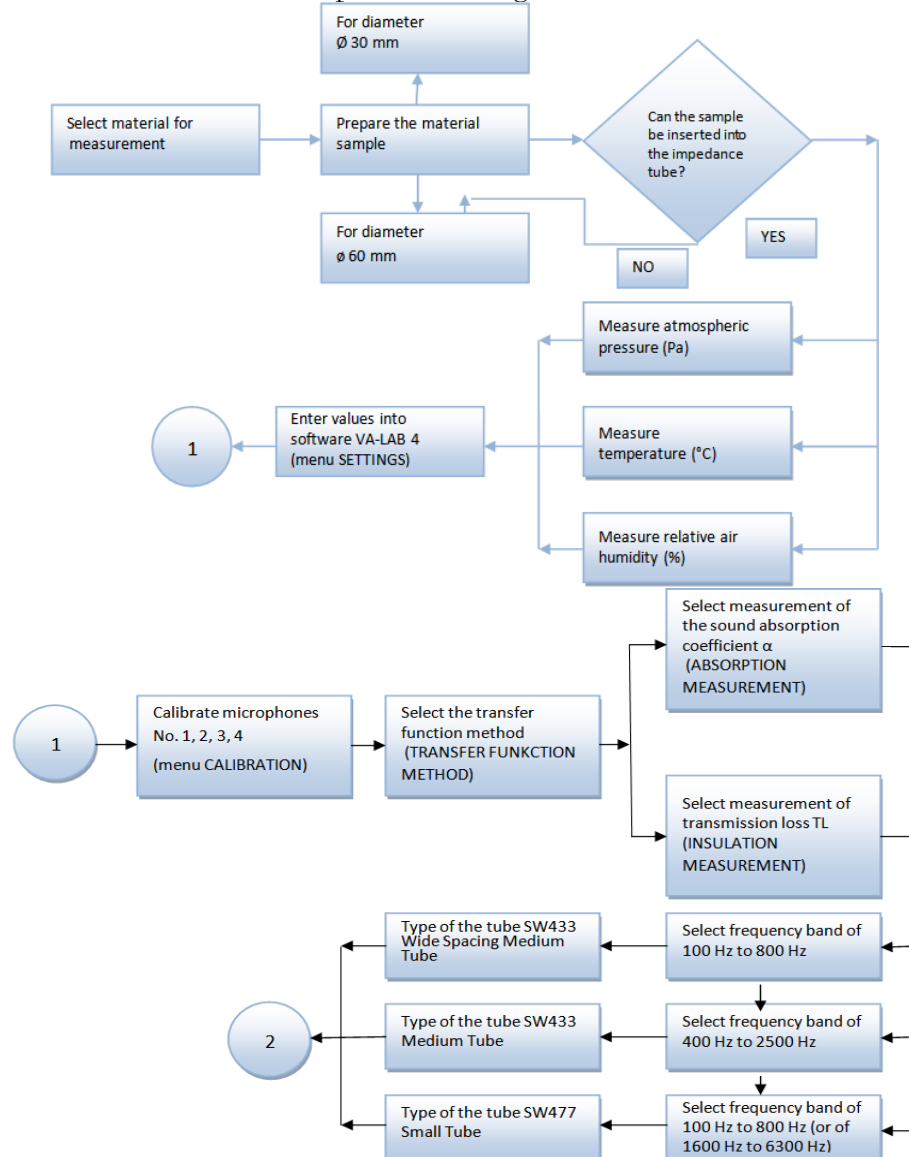 For diameter
Ø 30 mm
Select material for
measurement
Prepare the material
sample
Can the sample
be inserted into
the impedance
tube?
For diameter
ø 60 mm
YES
NO
Measure atmospheric
pressure (Pa)
Enter values into
software VA-LAB 4
(menu SETTINGS)
1
Measure
temperature (°C)
Measure relative air
humidity (%)
Select measurement of
the sound absorption
coefficient α
(ABSORPTION
MEASUREMENT)
1
Calibrate microphones
No. 1, 2, 3, 4
(menu CALIBRATION)
Select the transfer
function method
(TRANSFER FUNKCTION
METHOD)
Select measurement of
transmission loss TL
(INSULATION
MEASUREMENT)
Type of the tube SW433
Wide Spacing Medium
Tube
Select frequency band of
100 Hz to 800 Hz
2
Type of the tube SW433
Medium Tube
Select frequency band of
400 Hz to 2500 Hz
Type of the tube SW477
Small Tube
Select frequency band of
100 Hz to 800 Hz (or of
1600 Hz to 6300 Hz)